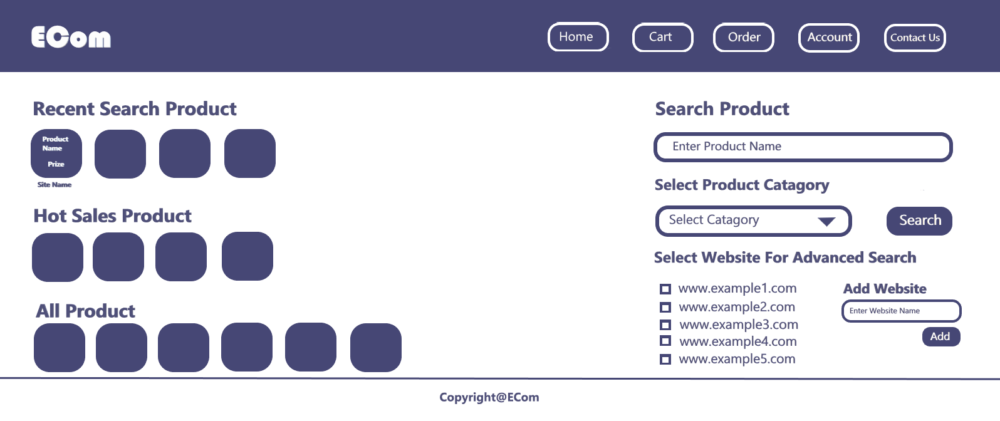 ECom
Home
Cart
Order
Account
Contact Us
Recent Search Product
Product
Name
Prize
Site Name
Hot Sales Product
All Product
Search Product
Enter Product Name
Select Product Catagory
Select Catagory
Search
Select Website For Advanced Search
www.example1.com
www.example2.com
www.example3.com
www.example4.com
www.example5.com
Add Website
Enter Website Name
Add
Copyright@ECom